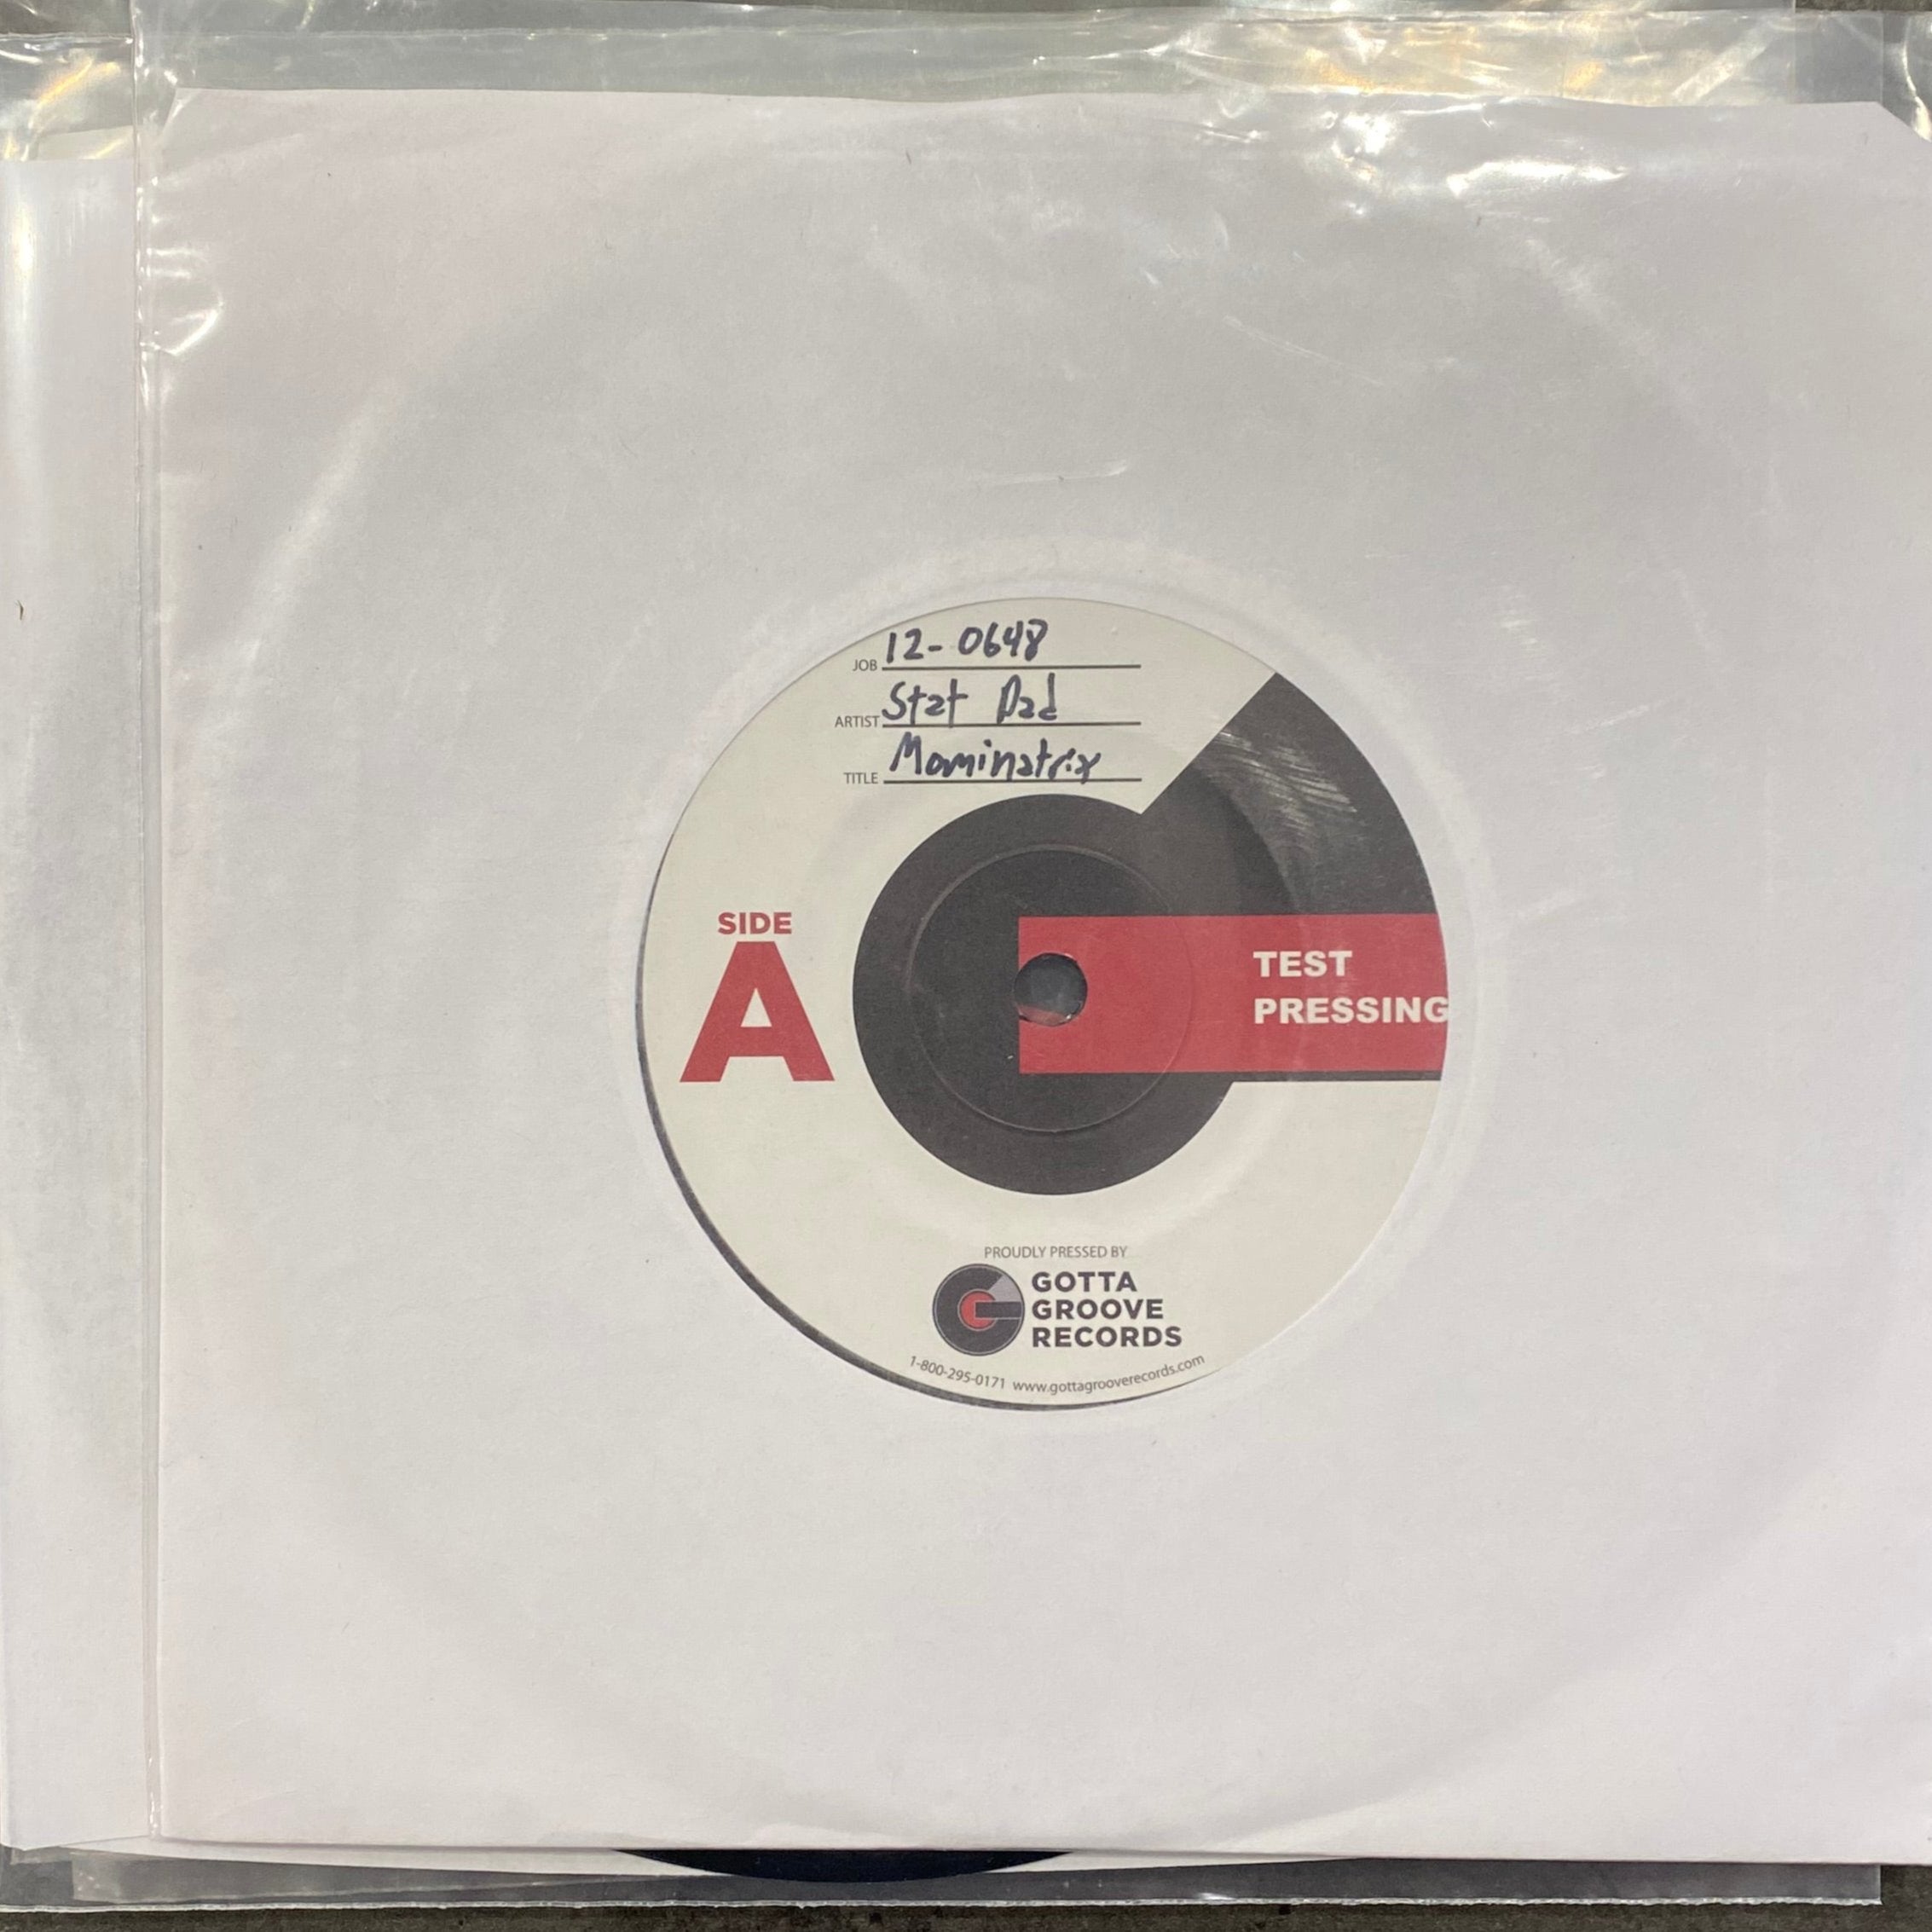 JOB 12-0648
ARTIST Stat Dad
TITLE Mominatrix
SIDE
A
TEST
PRESSING
PROUDLY PRESSED BY
GOTTA
GROOVE
RECORDS
1-800-295-0171 www.gottagrooverecords.com